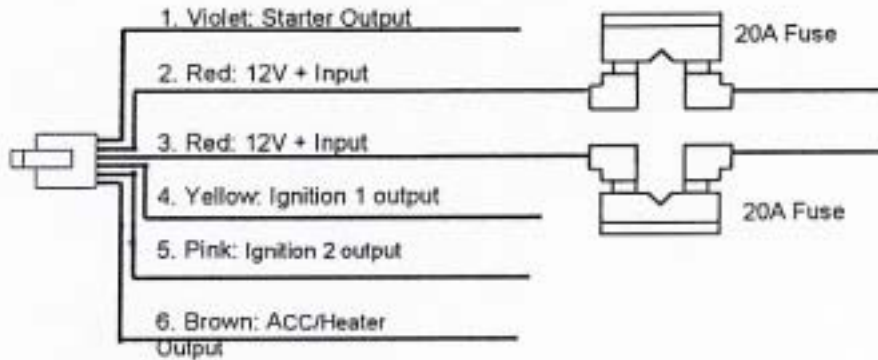 1. Violet: Starter Output
20A Fuse
2. Red: 12V + Input
3. Red: 12V + Input
4. Yellow: Ignition 1 output
20A Fuse
5. Pink: Ignition 2 output
6. Brown: ACC/Heater
Output